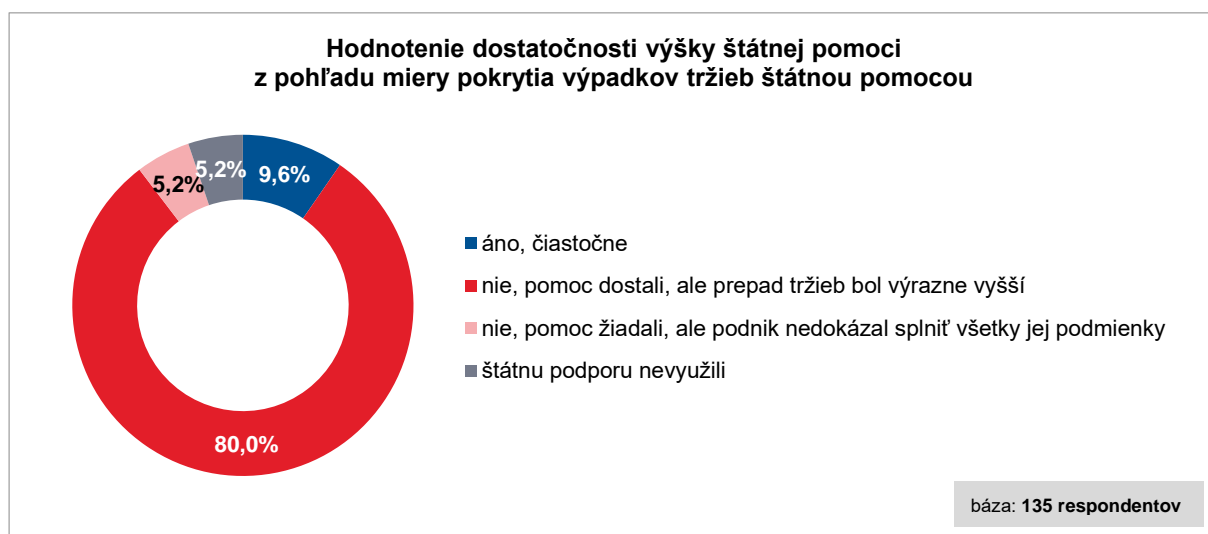 Hodnotenie dostatočnosti výšky štátnej pomoci
z pohľadu miery pokrytia výpadkov tržieb štátnou pomocou
5,2%
5,2%
9,6%
80,0%
áno, čiastočne
nie, pomoc dostali, ale prepad tržieb bol výrazne vyšší
nie, pomoc žiadali, ale podnik nedokázal splniť všetky jej podmienky
štátnu podporu nevyužili
báza: 135 respondentov